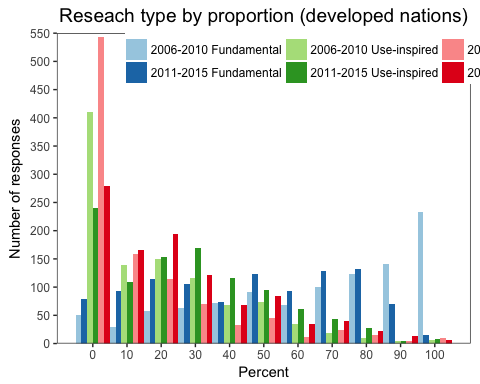 Reseach type by proportion (developed nations)
2006-2010 Fundamental 2006-2010 Use-inspired 20
2011-2015 Fundamental 2011-2015 Use-inspired 20
Number of responses
550
500
450
400
350
300
250
200
150
100
50
0
0 10 20 30 40 50 60 70 80 90 100
Percent